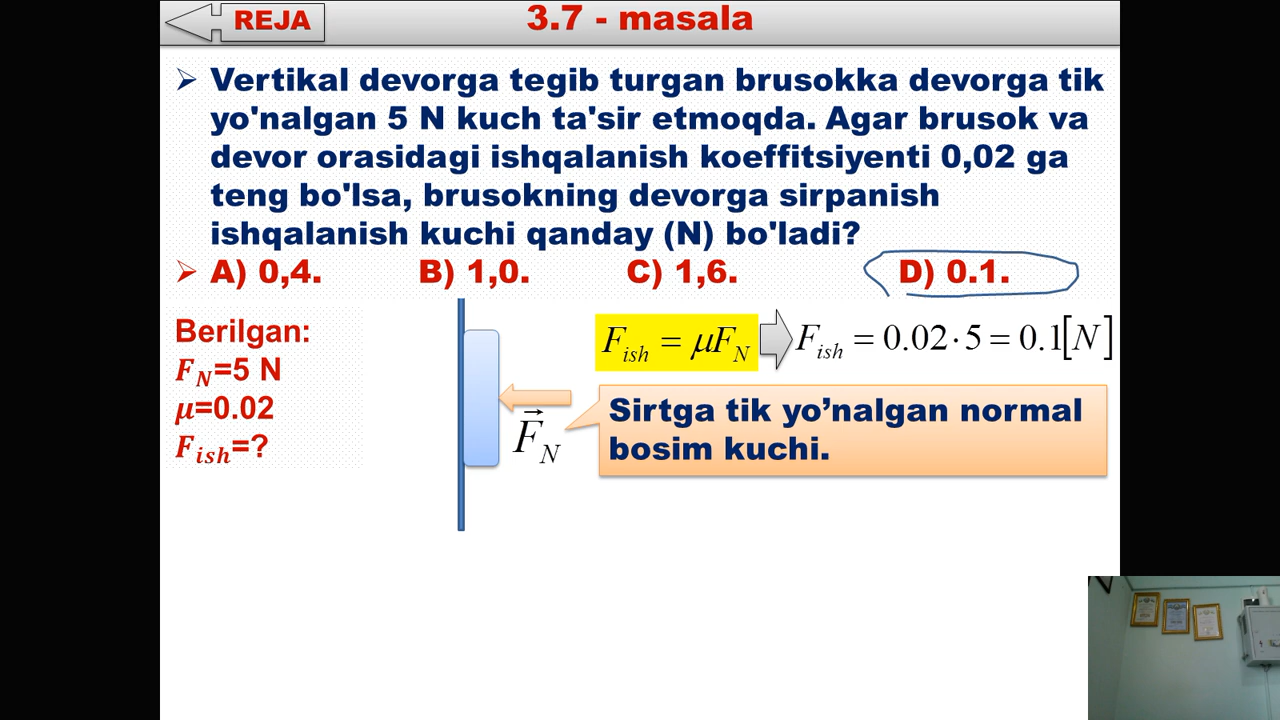 REJA
3.7 - masala
➢ Vertikal devorga tegib turgan brusokka devorga tik
yo'nalgan 5 N kuch ta'sir etmoqda. Agar brusok va
devor orasidagi ishqalanish koeffitsiyenti 0,02 ga
teng bo'lsa, brusokning devorga sirpanish
ishqalanish kuchi qanday (N) bo'ladi?
➢ A) 0,4. B) 1,0. C) 1,6. D) 0.1.
Berilgan:
F_N=5 N
μ=0.02
F_ish=?
F_ish = μF_N
F_ish = 0.02·5 = 0.1[N]
Sirtga tik yo’nalgan normal
bosim kuchi.
F⃗_N